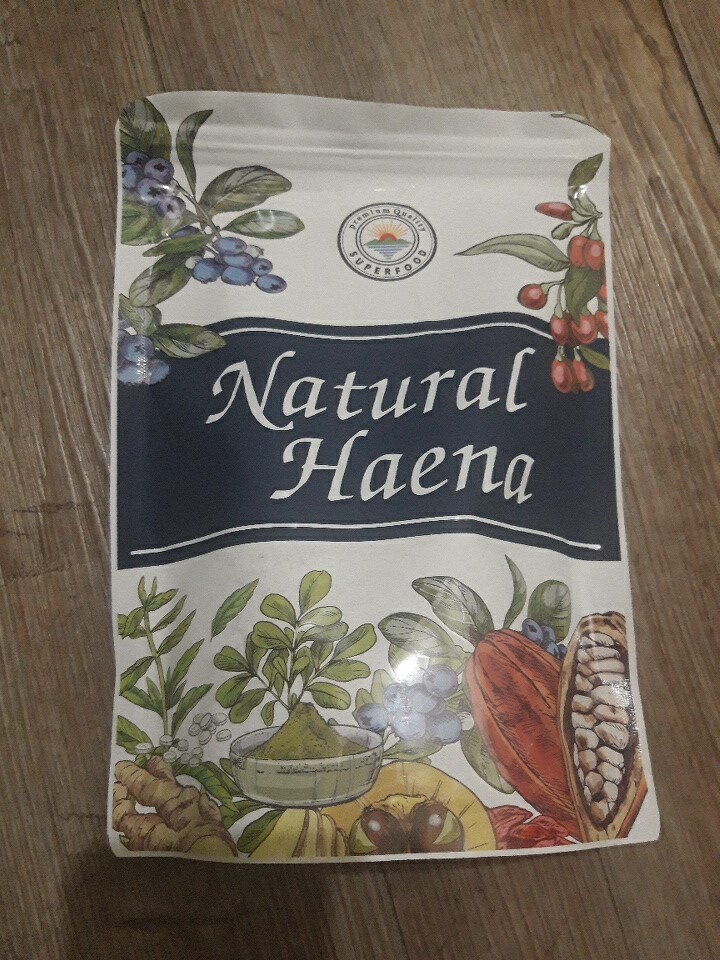 premium Quality
SUPERFOOD
Natural
Haena